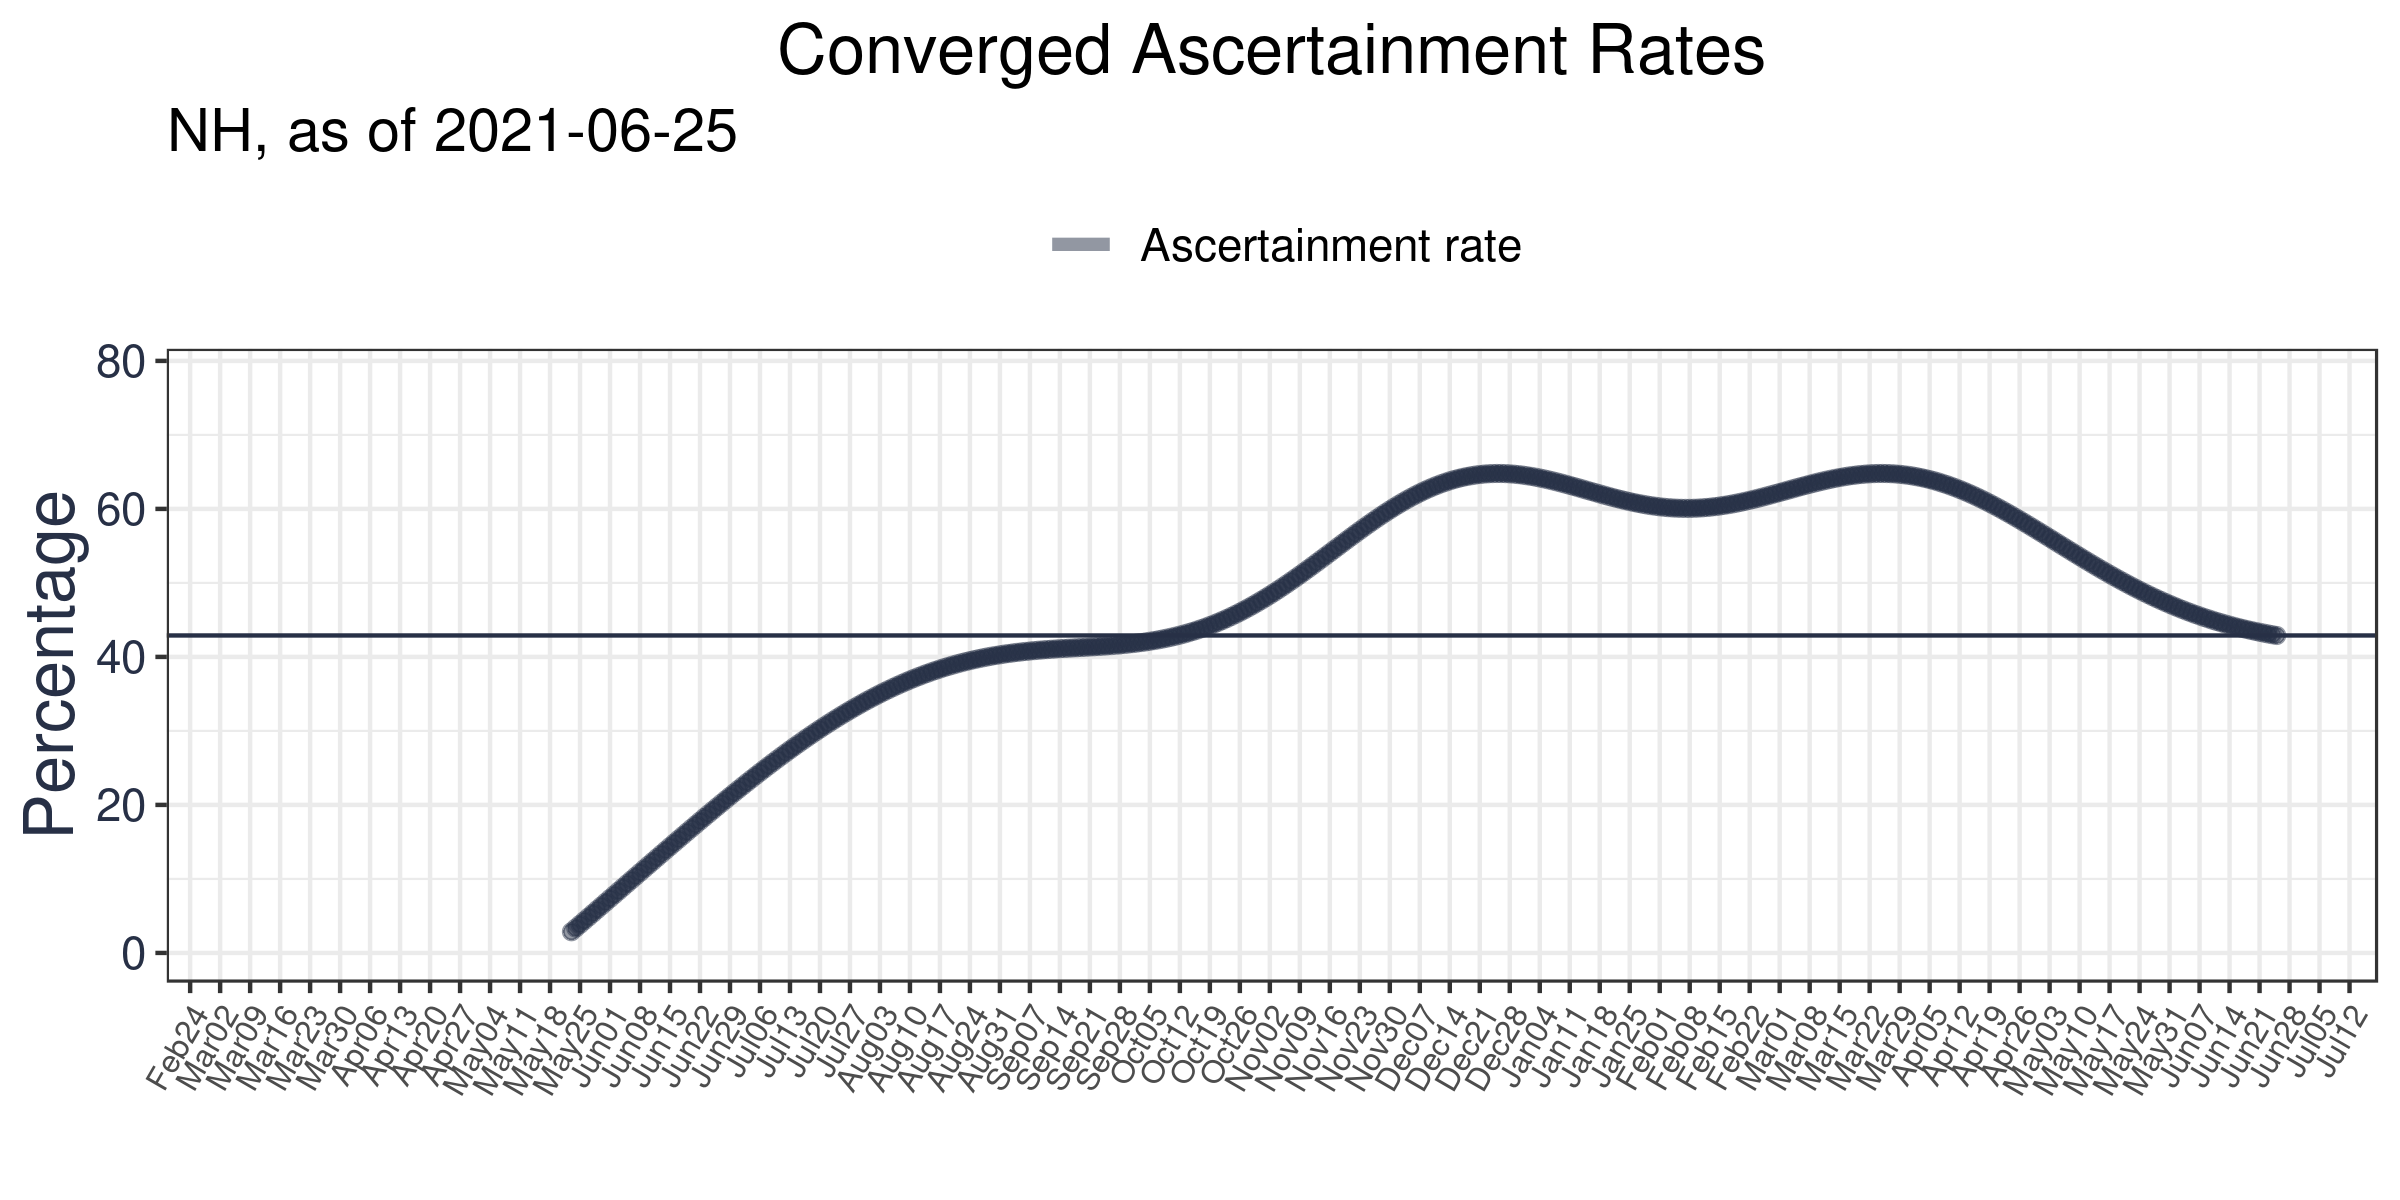 Converged Ascertainment Rates
NH, as of 2021-06-25
Ascertainment rate
Percentage
80
60
40
20
0
Feb24
Mar02
Mar09
Mar16
Mar23
Mar30
Apr06
Apr13
Apr20
Apr27
May04
May11
May18
May25
Jun01
Jun08
Jun15
Jun22
Jun29
Jul06
Jul13
Jul20
Jul27
Aug03
Aug10
Aug17
Aug24
Aug31
Sep07
Sep14
Sep21
Sep28
Oct05
Oct12
Oct19
Oct26
Nov02
Nov09
Nov16
Nov23
Nov30
Dec07
Dec14
Dec21
Dec28
Jan04
Jan11
Jan18
Jan25
Feb01
Feb08
Feb15
Feb22
Mar01
Mar08
Mar15
Mar22
Mar29
Apr05
Apr12
Apr19
Apr26
May03
May10
May17
May24
May31
Jun07
Jun14
Jun21
Jun28
Jul05
Jul12